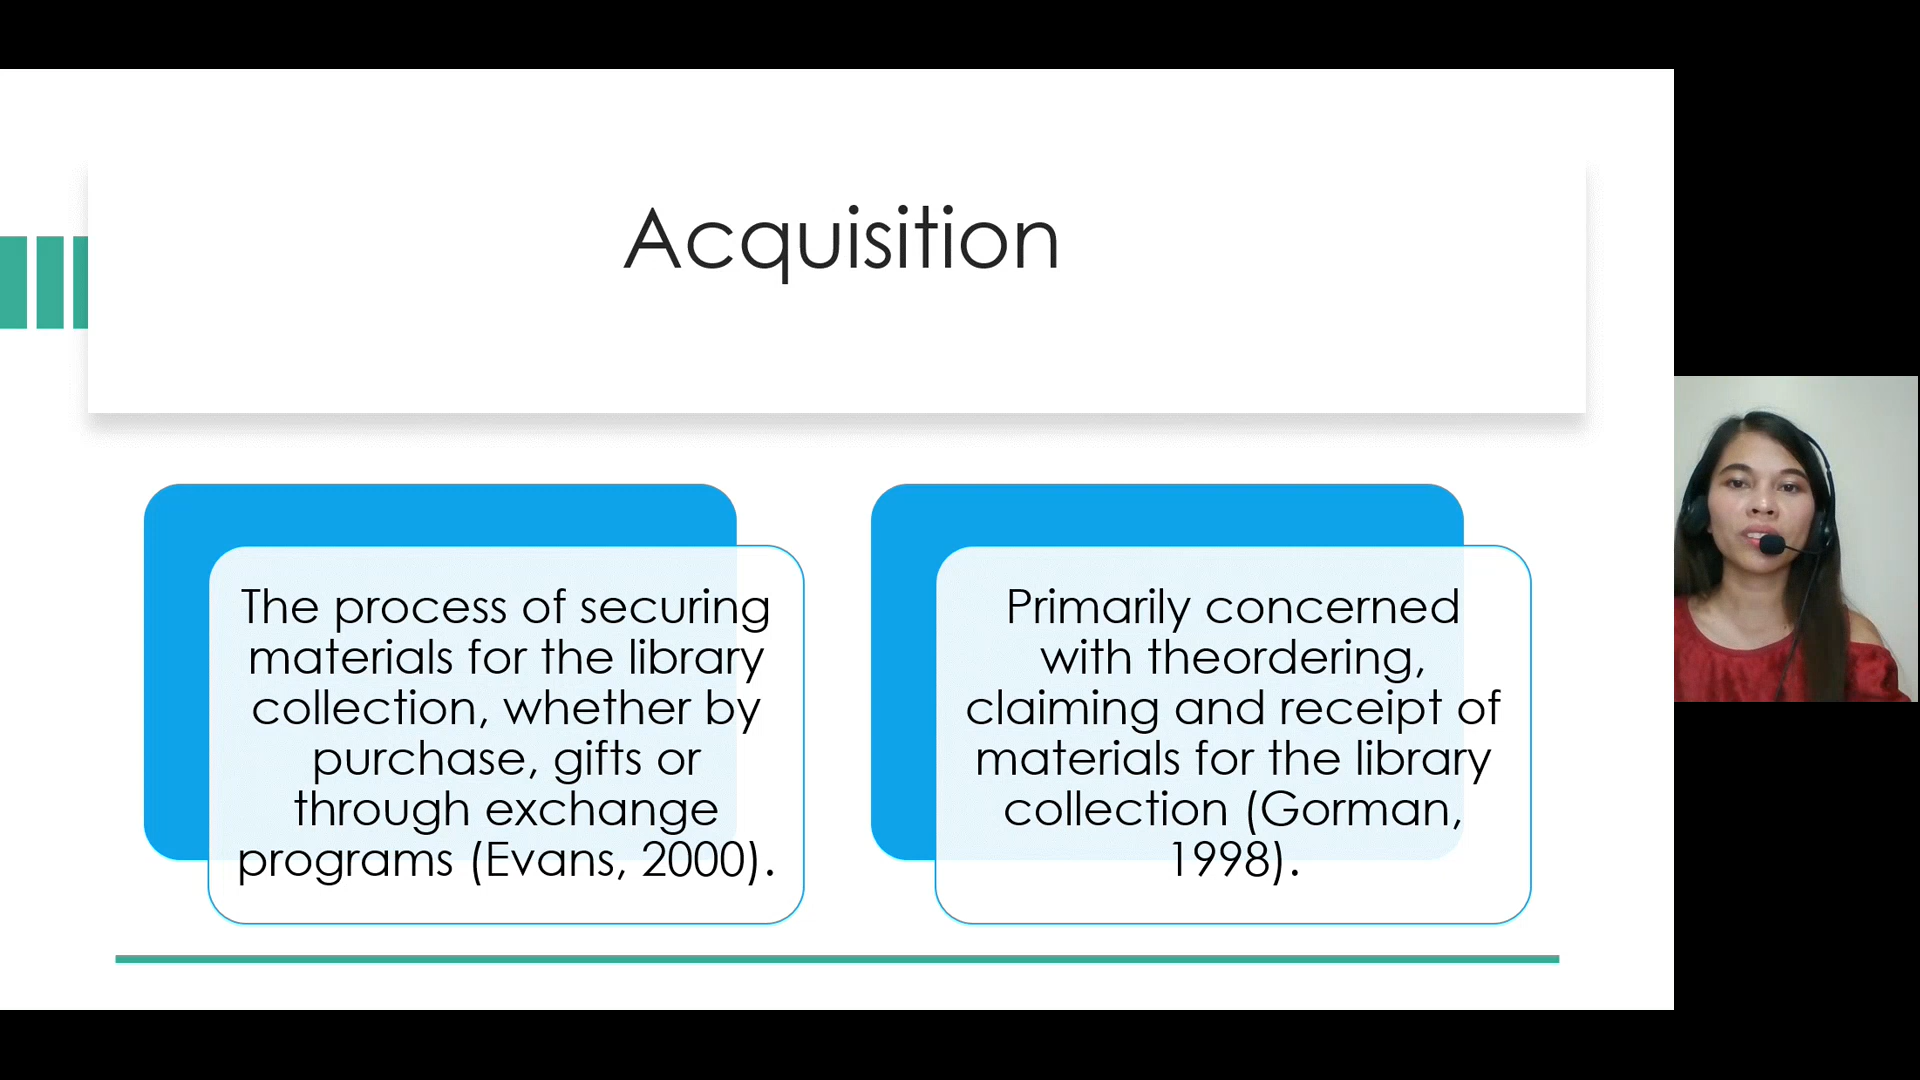 Acquisition
The process of securing
materials for the library
collection, whether by
purchase, gifts or
through exchange
programs (Evans, 2000).
Primarily concerned
with theordering,
claiming and receipt of
materials for the library
collection (Gorman,
1998).